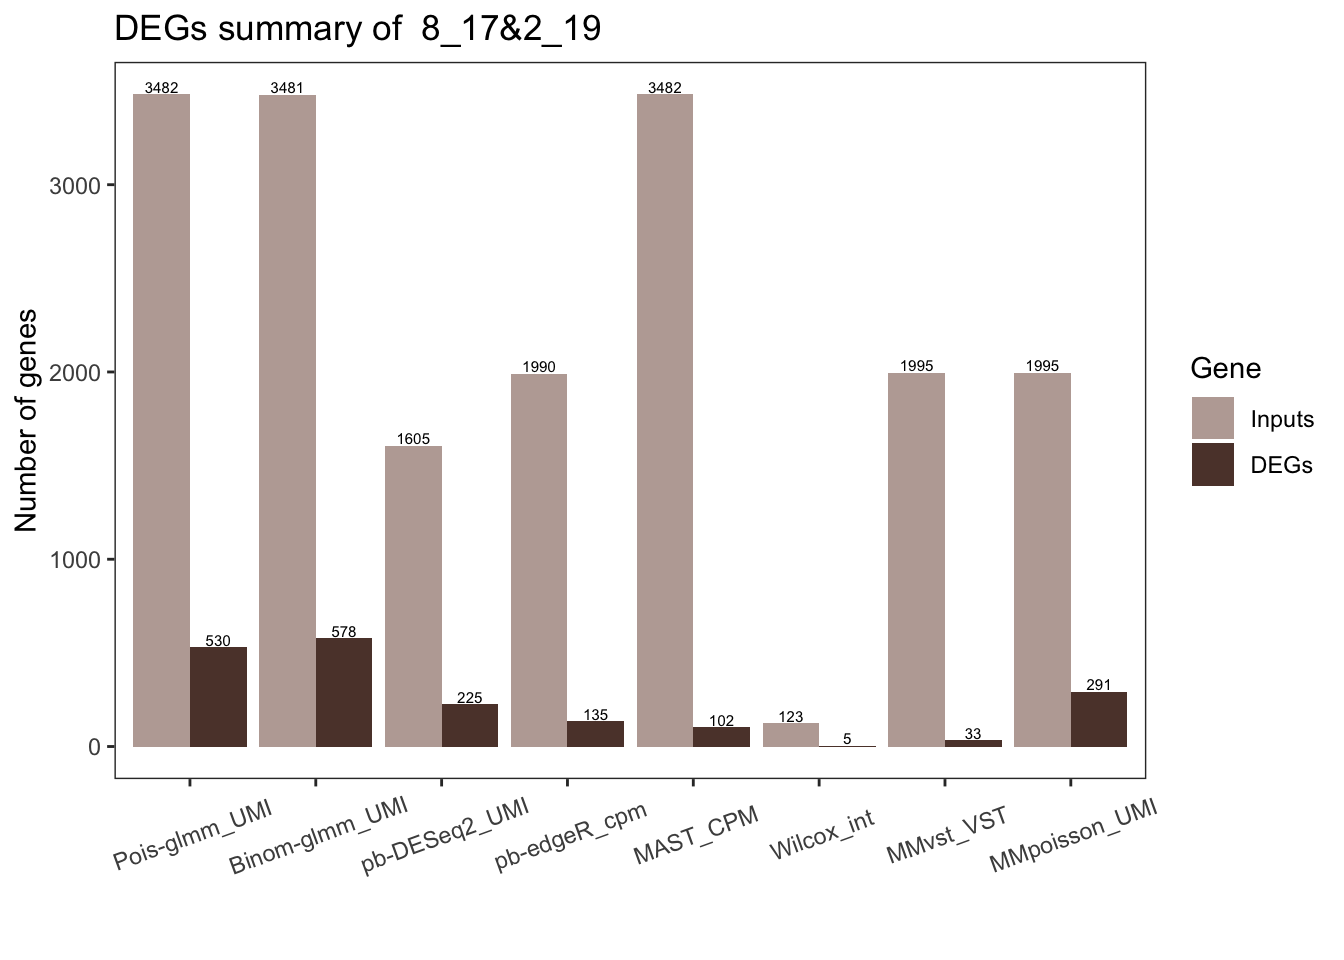 DEGs summary of  8_17&2_19
Number of genes
3000
2000
1000
0
3482
530
3481
578
1605
225
1990
135
3482
102
123
5
1995
33
1995
291
Pois-glmm_UMI
Binom-glmm_UMI
pb-DESeq2_UMI
pb-edgeR_cpm
MAST_CPM
Wilcox_int
MMvst_VST
MMpoisson_UMI
Gene
Inputs
DEGs